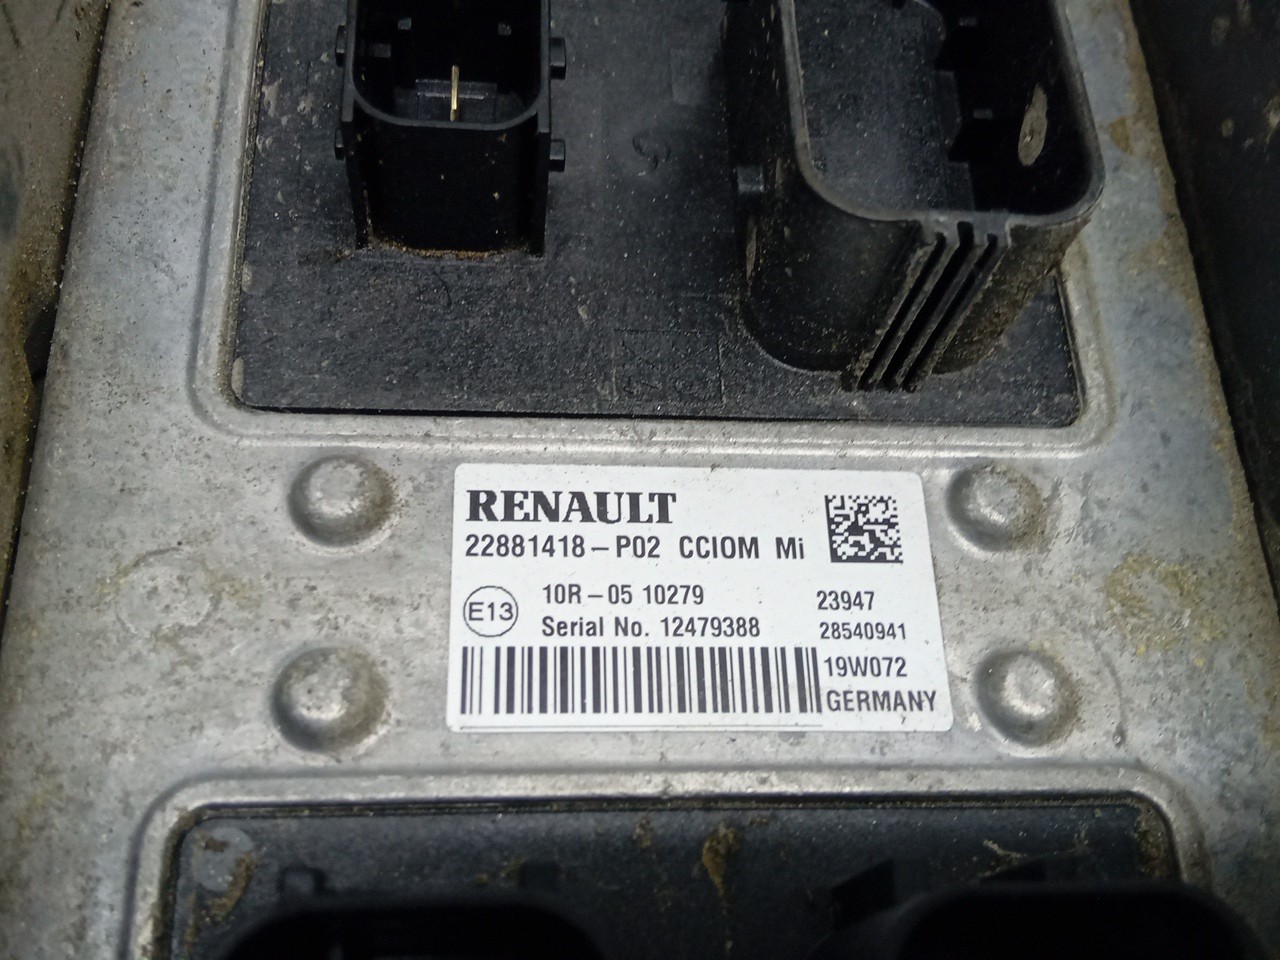 RENAULT
22881418-P02 CCIOM Mi
E13
10R-05 10279
23947
Serial No. 12479388
28540941
19W072
GERMANY